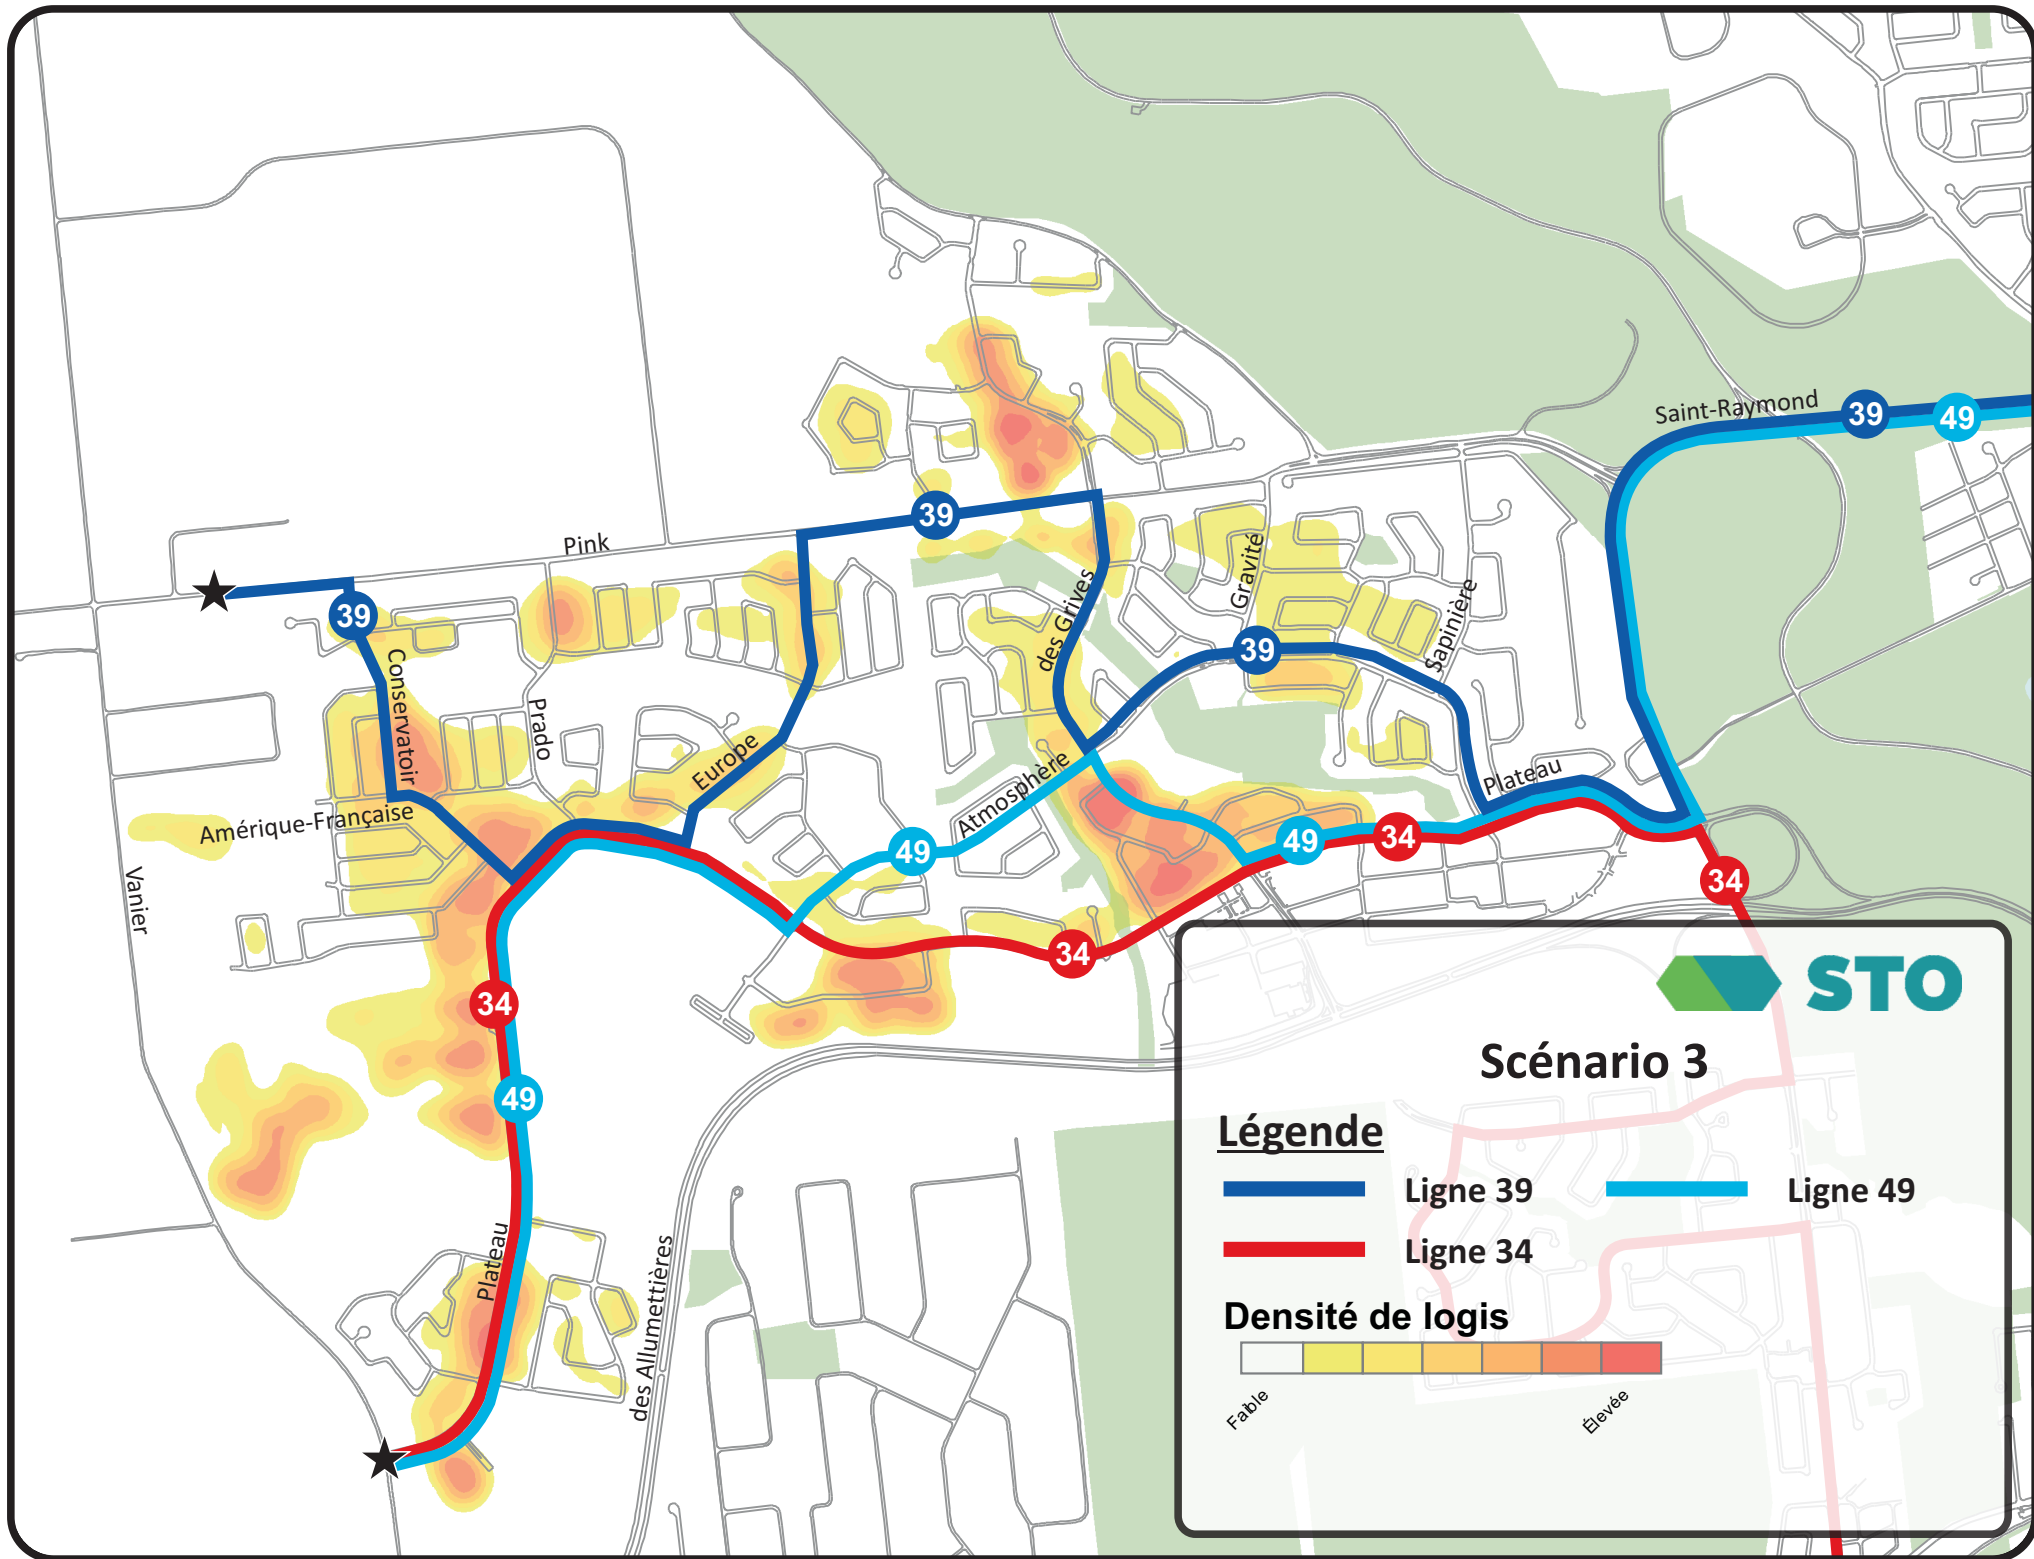 Saint-Raymond
39
49
39
Pink
Gravité
39
des Grives
Sapinière
39
Conservatoir
Prado
Europe
Plateau
Atmosphère
Amérique-Française
49
49
34
34
Vanier
34
34
49
Plateau
des Allumettières
STO
Scénario 3
Légende
Ligne 39
Ligne 49
Ligne 34
Densité de logis
Faible
Élevée